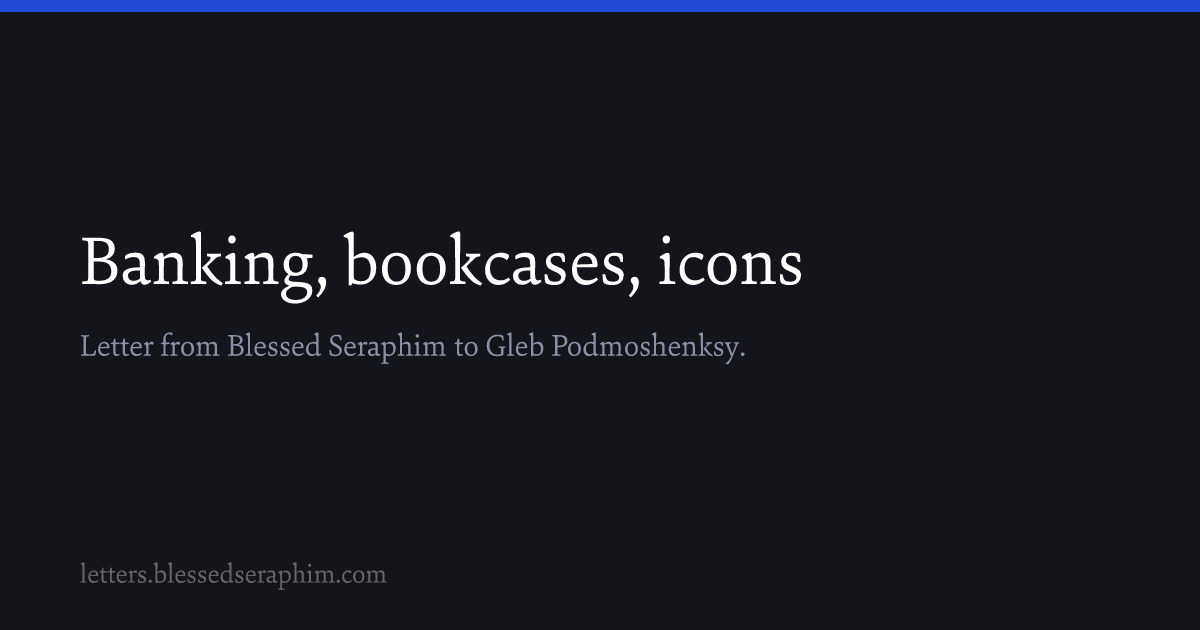 Banking, bookcases, icons
Letter from Blessed Seraphim to Gleb Podmoshenksy.
letters.blessedseraphim.com